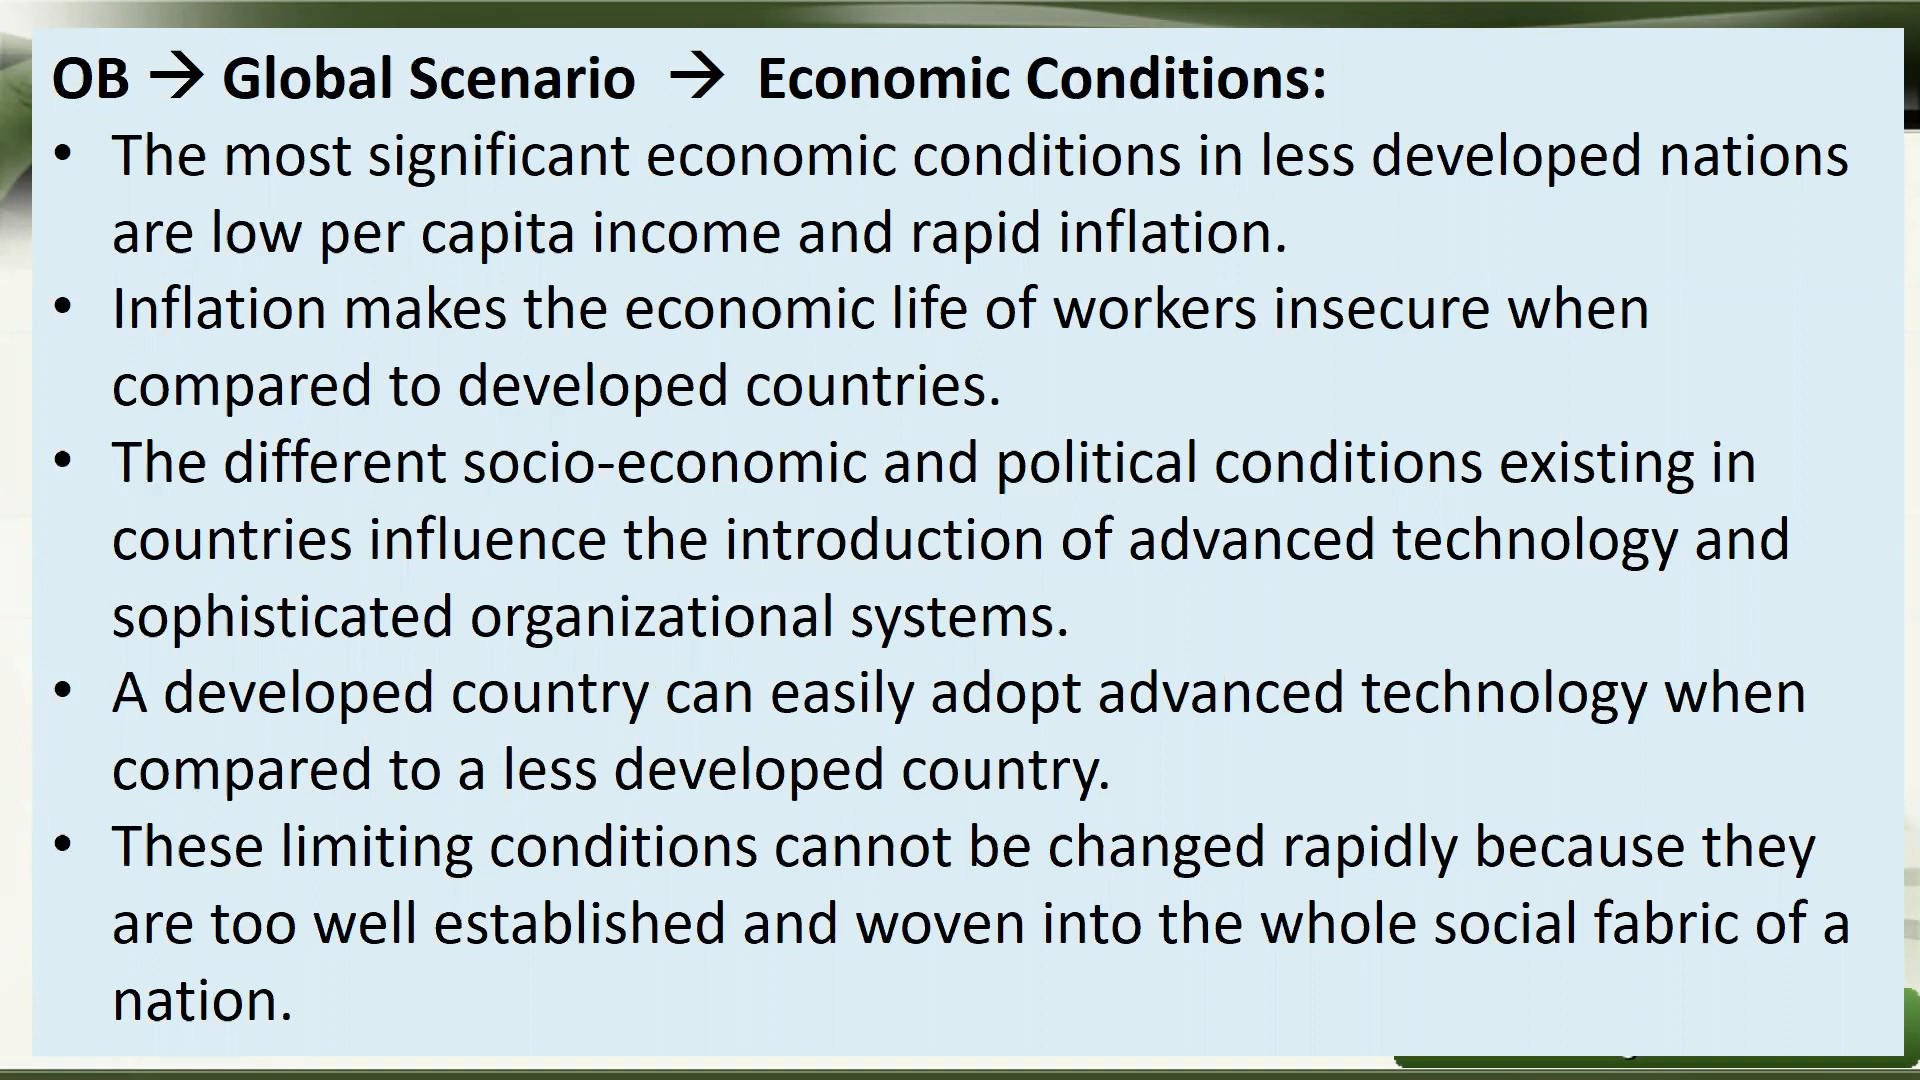 OB → Global Scenario → Economic Conditions:
• The most significant economic conditions in less developed nations
are low per capita income and rapid inflation.
• Inflation makes the economic life of workers insecure when
compared to developed countries.
• The different socio-economic and political conditions existing in
countries influence the introduction of advanced technology and
sophisticated organizational systems.
• A developed country can easily adopt advanced technology when
compared to a less developed country.
• These limiting conditions cannot be changed rapidly because they
are too well established and woven into the whole social fabric of a
nation.